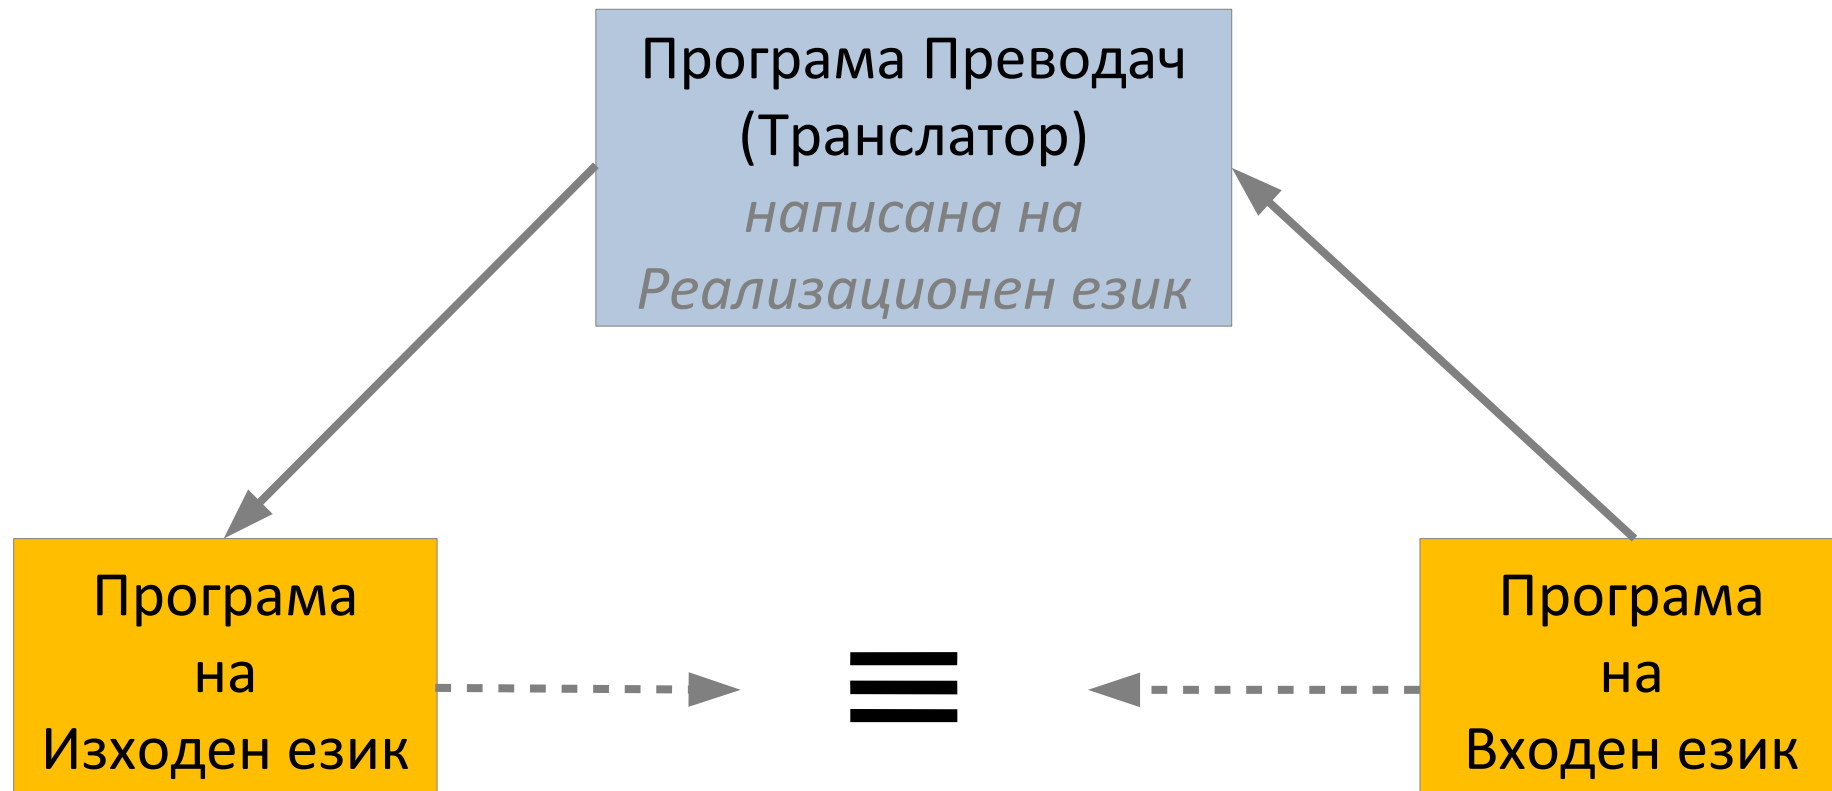 Програма Преводач
(Транслатор)
написана на
Реализационен език
Програма
на
Изходен език
≡
Програма
на
Входен език